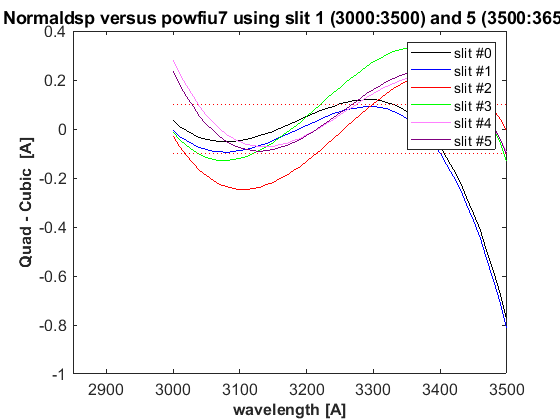 Normaldsp versus powfiu7 using slit 1 (3000:3500) and 5 (3500:365
0.4
0.2
0
-0.2
-0.4
-0.6
-0.8
-1
Quad - Cubic [A]
slit #0
slit #1
slit #2
slit #3
slit #4
slit #5
2900 3000 3100 3200 3300 3400 3500
wavelength [A]